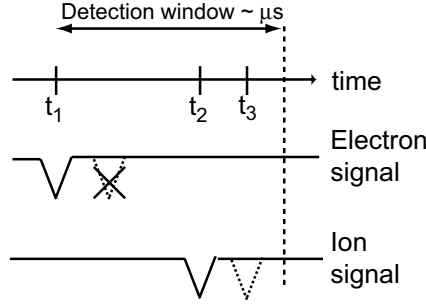 Detection window ~ μs
time
t1 t2 t3
Electron
signal
Ion
signal